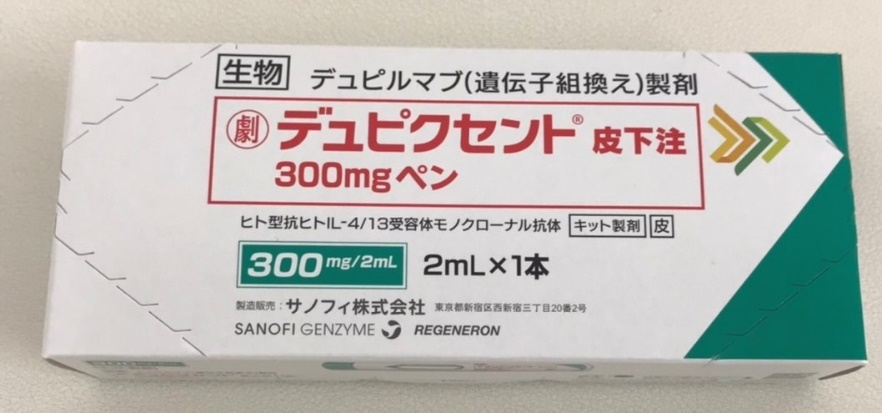 生物 デュピルマブ(遺伝子組換え)製剤
劇 デュピクセント® 皮下注
300mgペン
ヒト型抗ヒトIL-4/13受容体モノクローナル抗体 キット製剤 皮
300mg/2mL 2mL×1本
製造販売:サノフィ株式会社 東京都新宿区西新宿三丁目20番2号
SANOFI GENZYME REGENERON